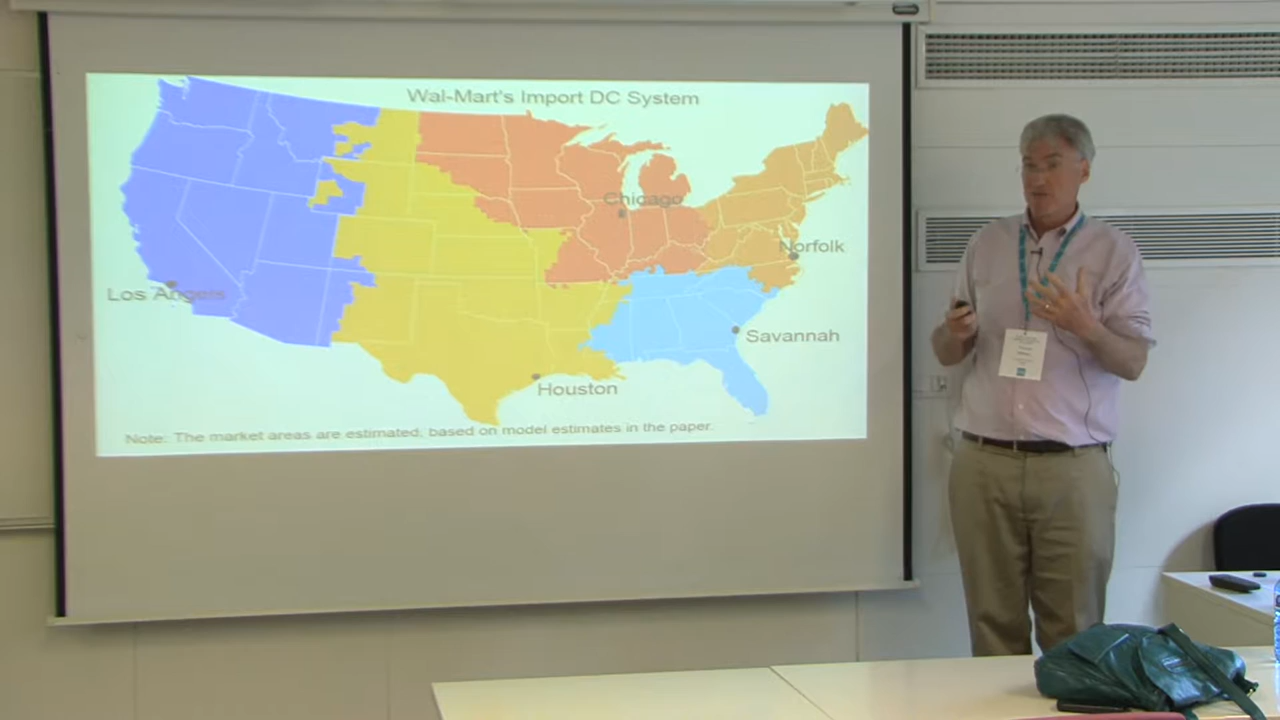 Wal-Mart's Import DC System
Chicago
Norfolk
Los Angels
Savannah
Houston
Note: The market areas are estimated, based on model estimates in the paper.